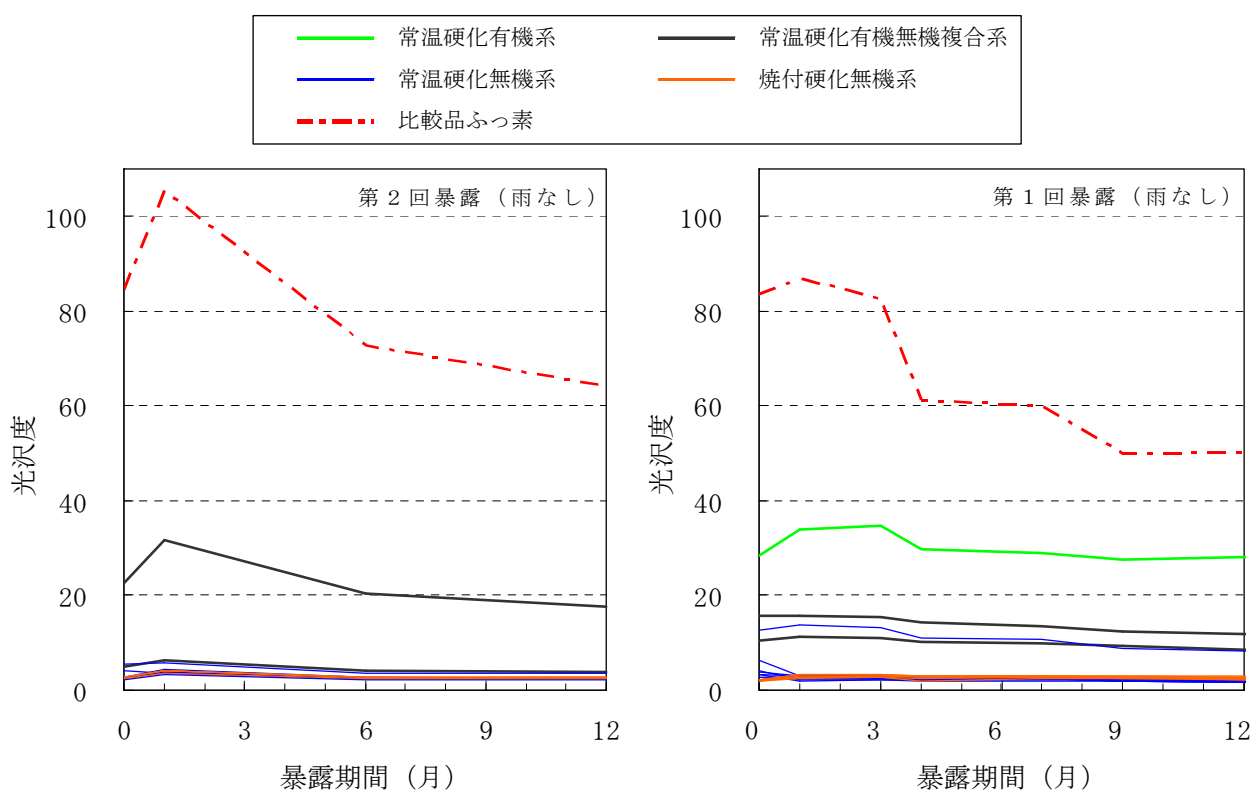 常温硬化有機系
常温硬化有機無機複合系
常温硬化無機系
焼付硬化無機系
比較品ふっ素
第2回暴露（雨なし）
100
80
60
40
20
0
光沢度
0 3 6 9 12
暴露期間（月）
第1回暴露（雨なし）
100
80
60
40
20
0
光沢度
0 3 6 9 12
暴露期間（月）